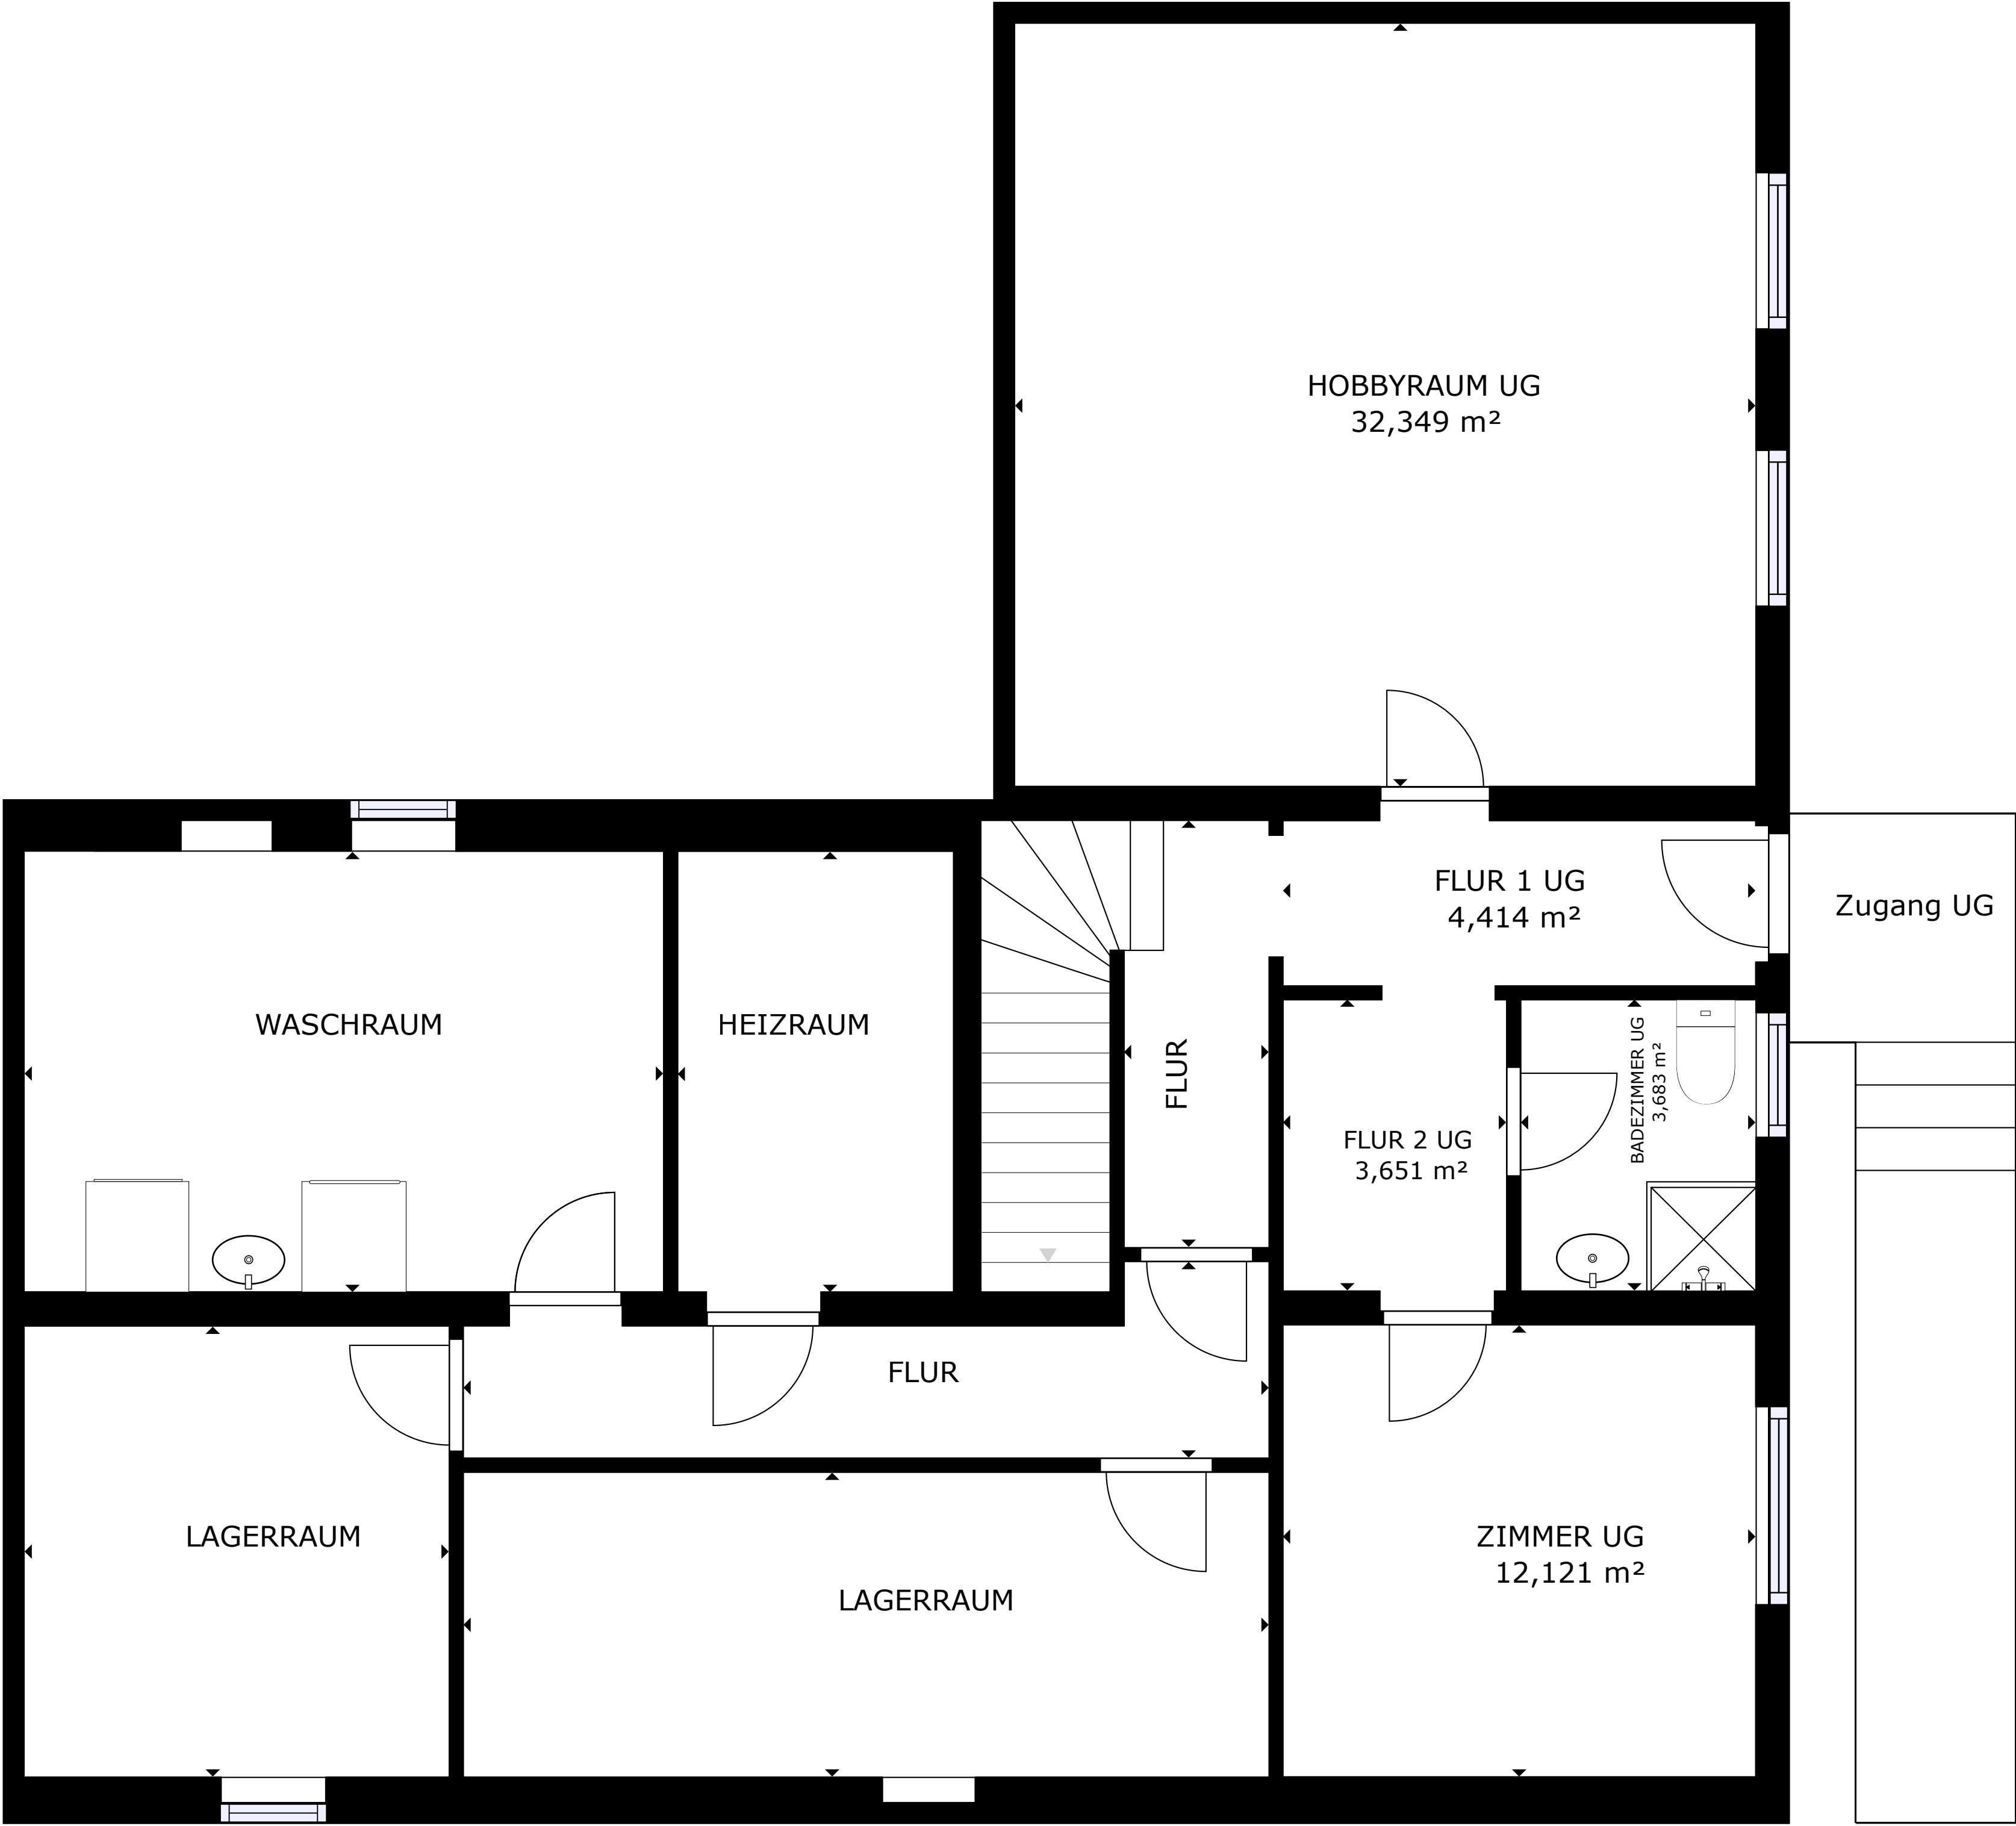 HOBBYRAUM UG
32,349 m²
FLUR 1 UG
4,414 m²
Zugang UG
WASCHRAUM
HEIZRAUM
FLUR
BADEZIMMER UG
3,683 m²
FLUR 2 UG
3,651 m²
FLUR
LAGERRAUM
ZIMMER UG
12,121 m²
LAGERRAUM